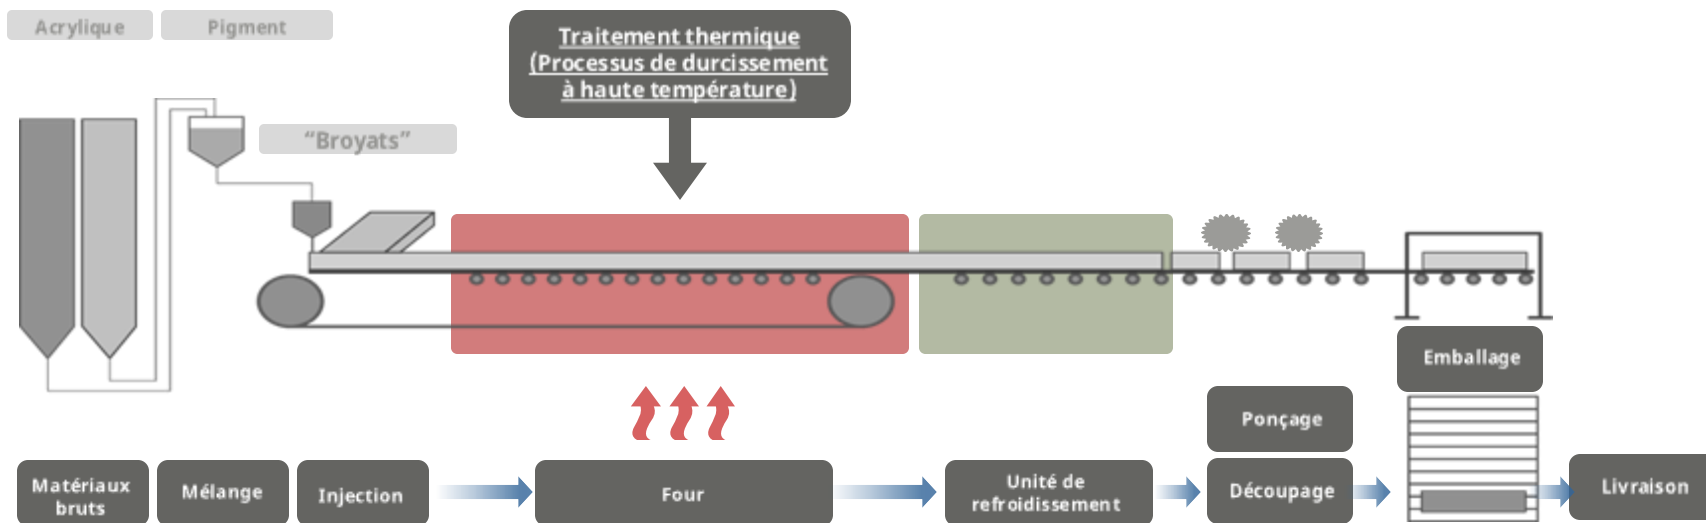 Acrylique
Pigment
Traitement thermique
(Processus de durcissement
à haute température)
“Broyats”
Emballage
Ponçage
Matériaux
bruts
Mélange
Injection
Four
Unité de
refroidissement
Découpage
Livraison